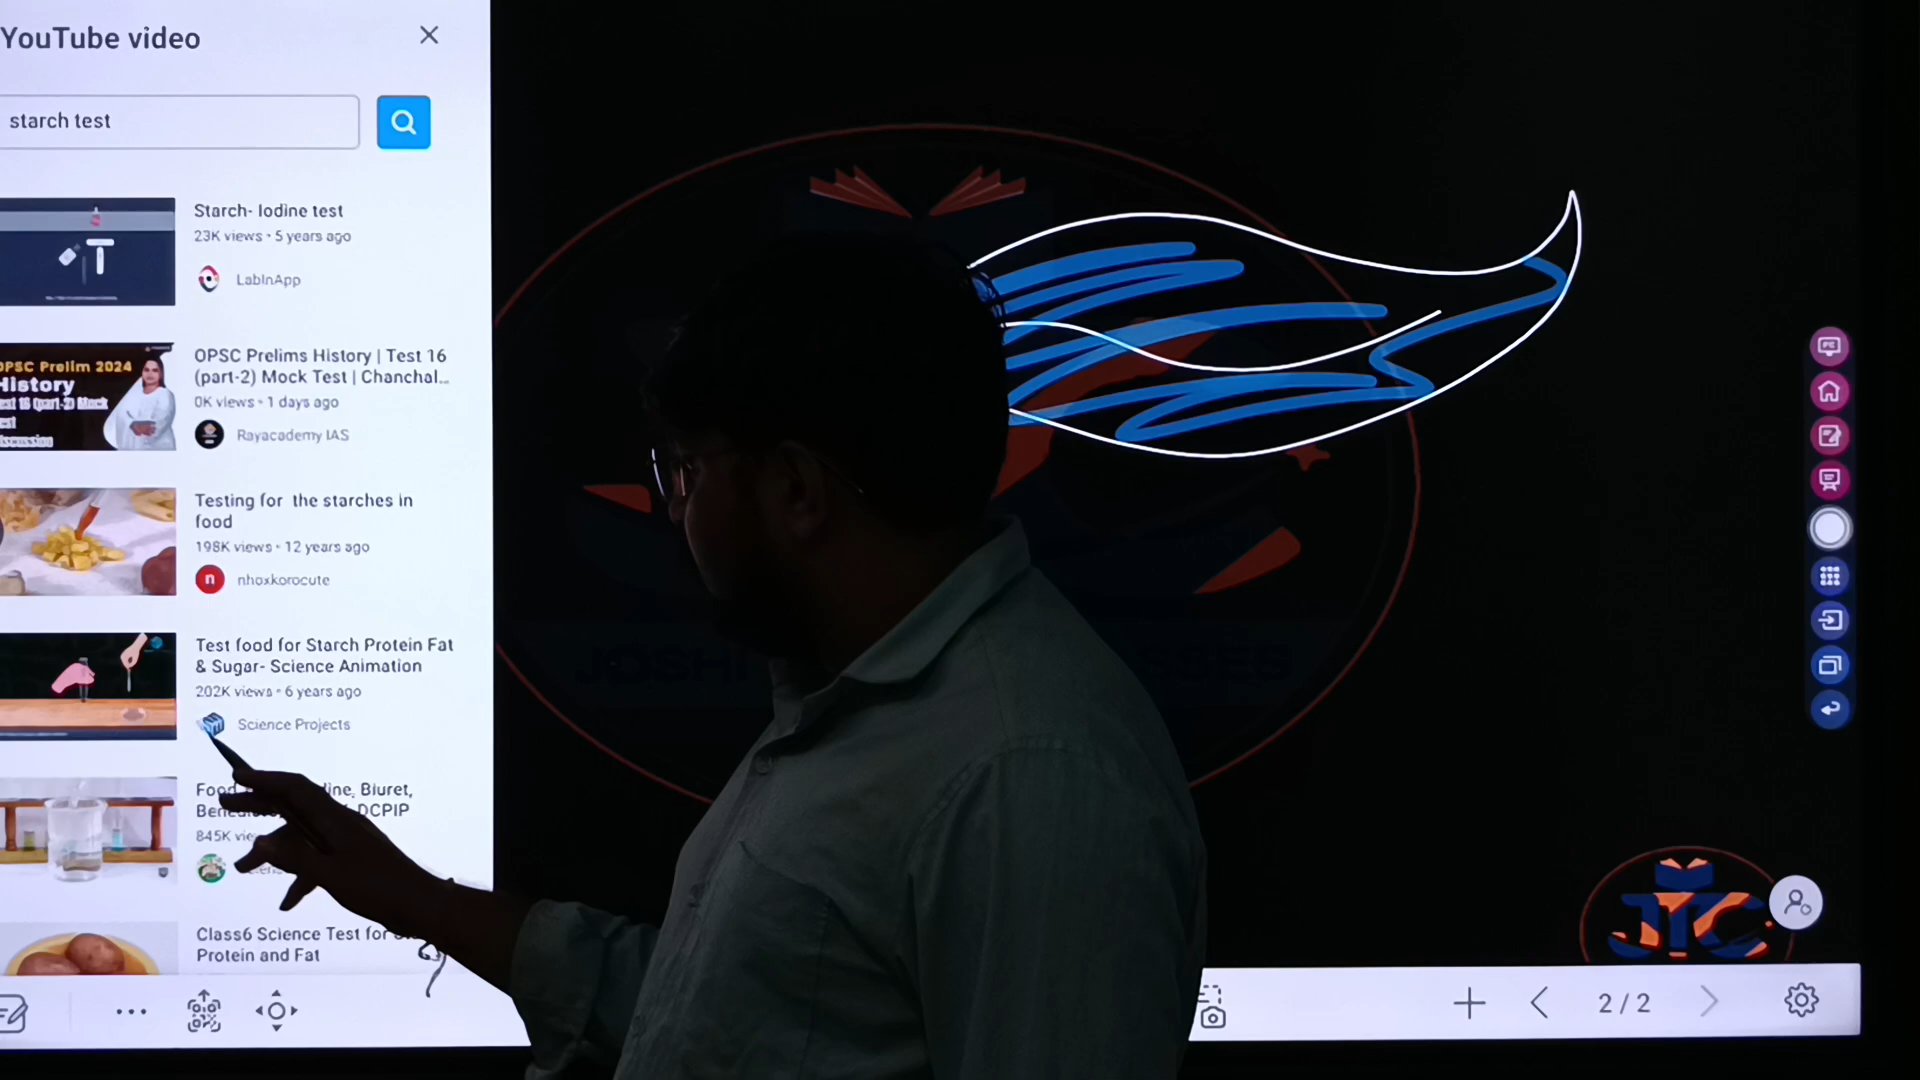 YouTube video
starch test
Starch- Iodine test
23K views • 5 years ago
LabInApp
OPSC Prelim 2024
History
OPSC Prelims History | Test 16
(part-2) Mock Test | Chanchal...
0K views • 1 days ago
Rayacademy IAS
Testing for the starches in
food
198K views • 12 years ago
n
nhoxkorocute
Test food for Starch Protein Fat
& Sugar- Science Animation
202K views • 6 years ago
Science Projects
Biuret,
DCPIP
845K
Class6 Science Test for
Protein and Fat
JTC
2 / 2
PC